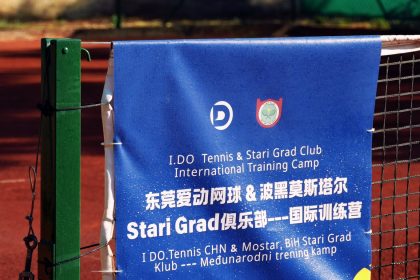 I.DO Tennis & Stari Grad Club
International Training Camp
东莞爱动网球 & 波黑莫斯塔尔
Stari Grad俱乐部---国际训练营
I DO.Tennis CHN & Mostar, BiH Stari Grad
Klub --- Međunarodni trening kamp